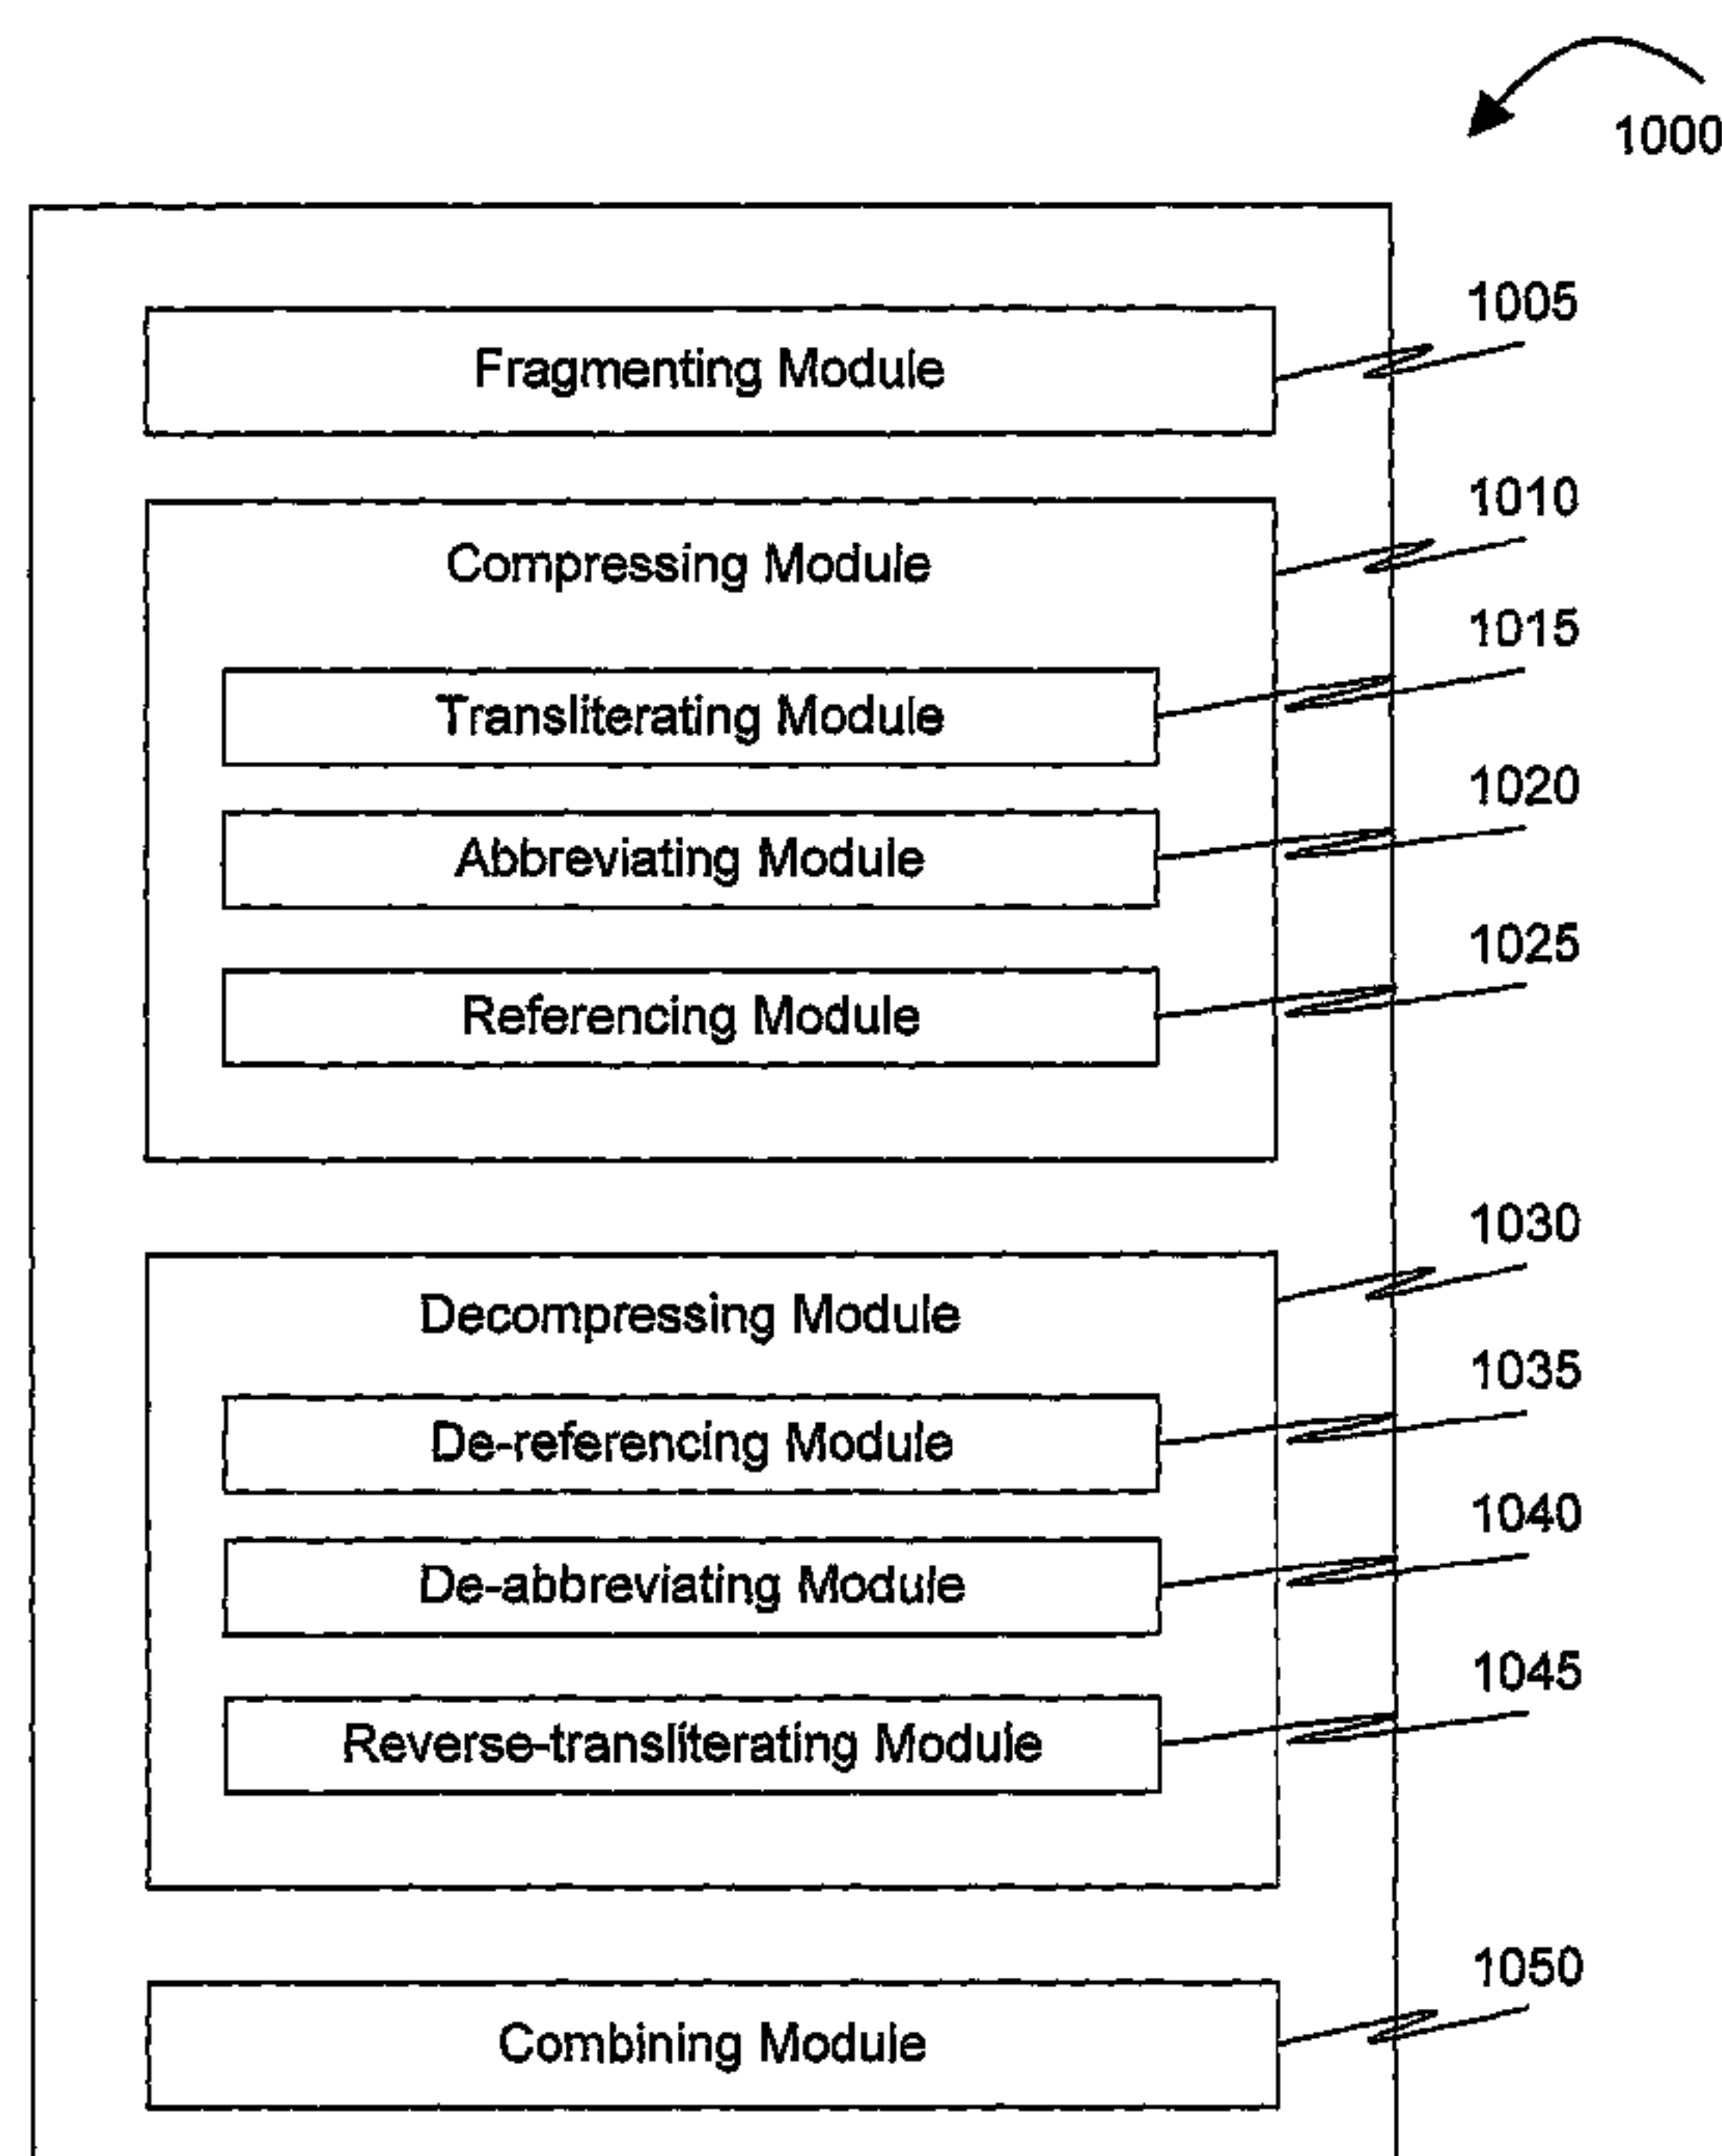 1000
1005
Fragmenting Module
1010
Compressing Module
1015
Transliterating Module
1020
Abbreviating Module
1025
Referencing Module
1030
Decompressing Module
1035
De-referencing Module
1040
De-abbreviating Module
1045
Reverse-transliterating Module
1050
Combining Module